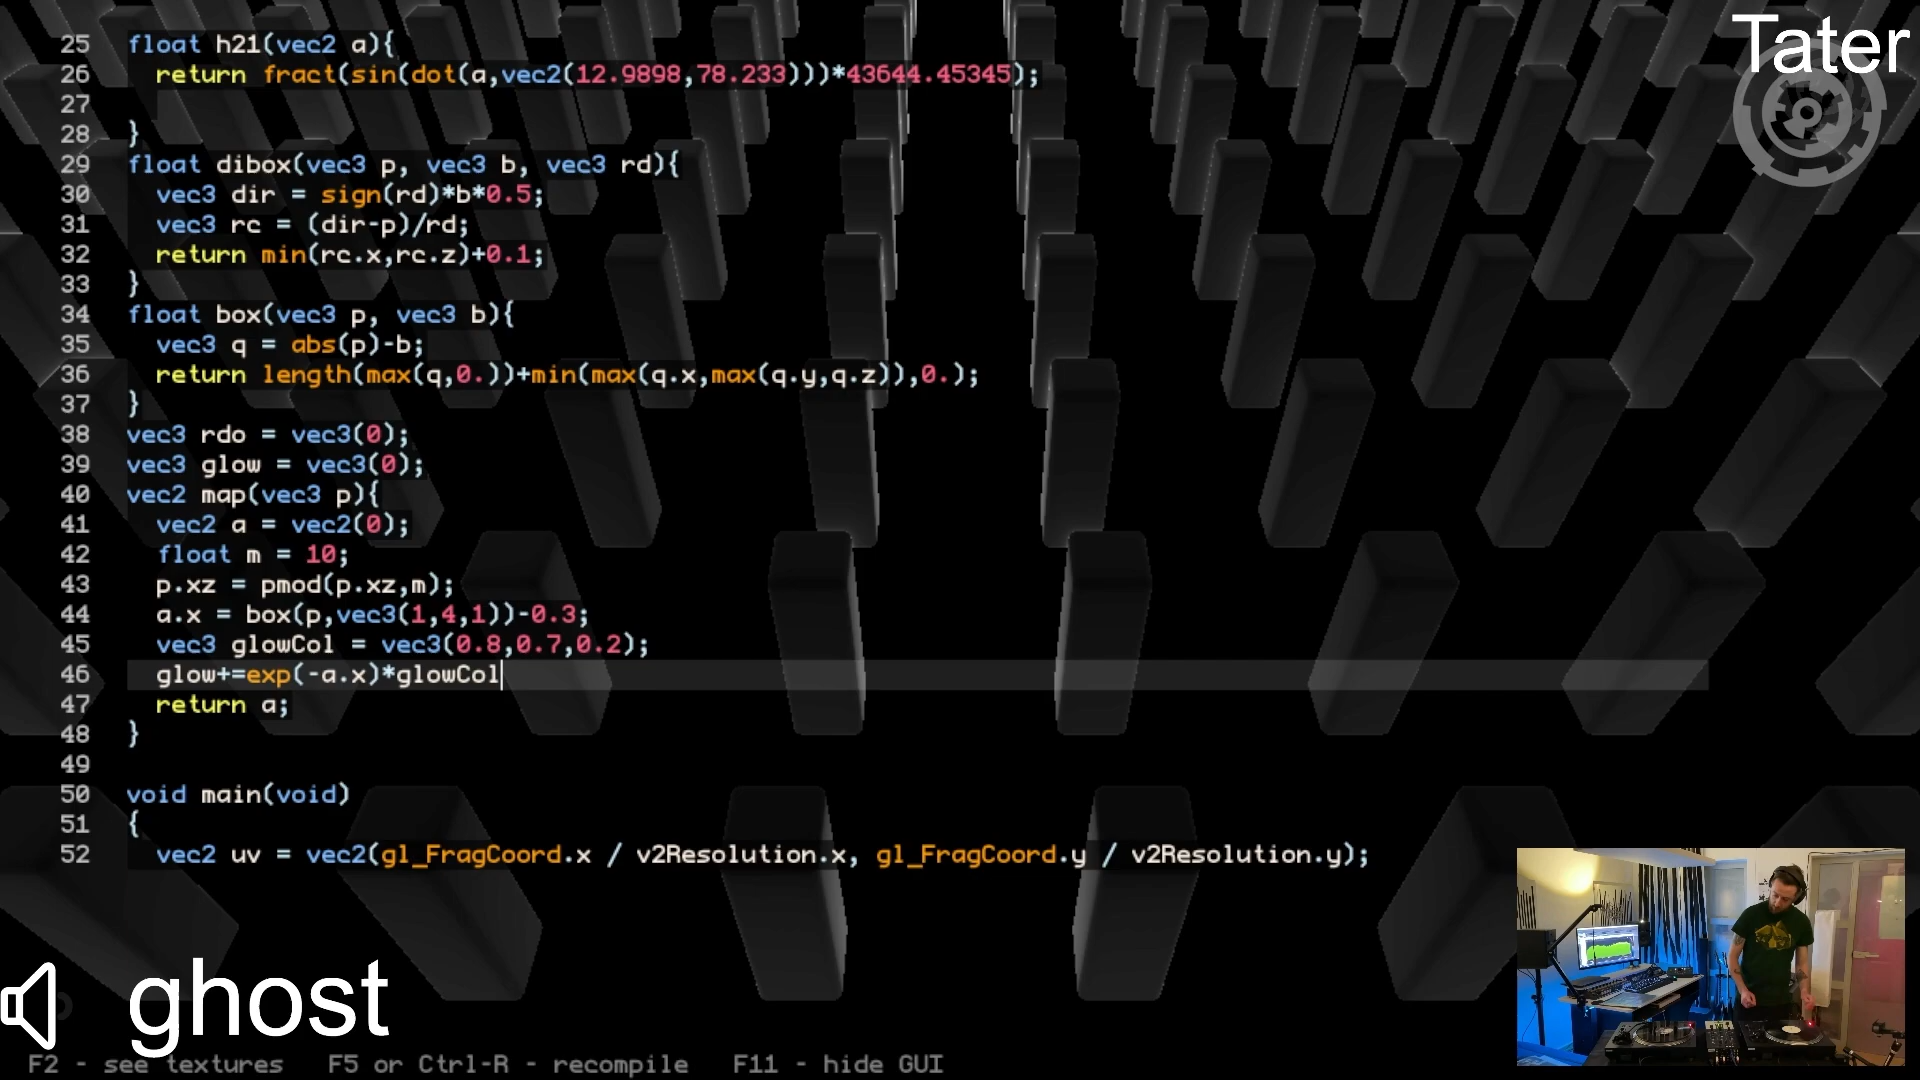 Tater
25 float h21(vec2 a){
26 return fract(sin(dot(a,vec2(12.9898,78.233)))*43644.45345);
27
28 }
29 float dibox(vec3 p, vec3 b, vec3 rd){
30 vec3 dir = sign(rd)*b*0.5;
31 vec3 rc = (dir-p)/rd;
32 return min(rc.x,rc.z)+0.1;
33 }
34 float box(vec3 p, vec3 b){
35 vec3 q = abs(p)-b;
36 return length(max(q,0.))+min(max(q.x,max(q.y,q.z)),0.);
37 }
38 vec3 rdo = vec3(0);
39 vec3 glow = vec3(0);
40 vec2 map(vec3 p){
41 vec2 a = vec2(0);
42 float m = 10;
43 p.xz = pmod(p.xz,m);
44 a.x = box(p,vec3(1,4,1))-0.3;
45 vec3 glowCol = vec3(0.8,0.7,0.2);
46 glow+=exp(-a.x)*glowCol
47 return a;
48 }
49
50 void main(void)
51 {
52 vec2 uv = vec2(gl_FragCoord.x / v2Resolution.x, gl_FragCoord.y / v2Resolution.y);
ghost
F2 - see textures F5 or Ctrl-R - recompile F11 - hide GUI